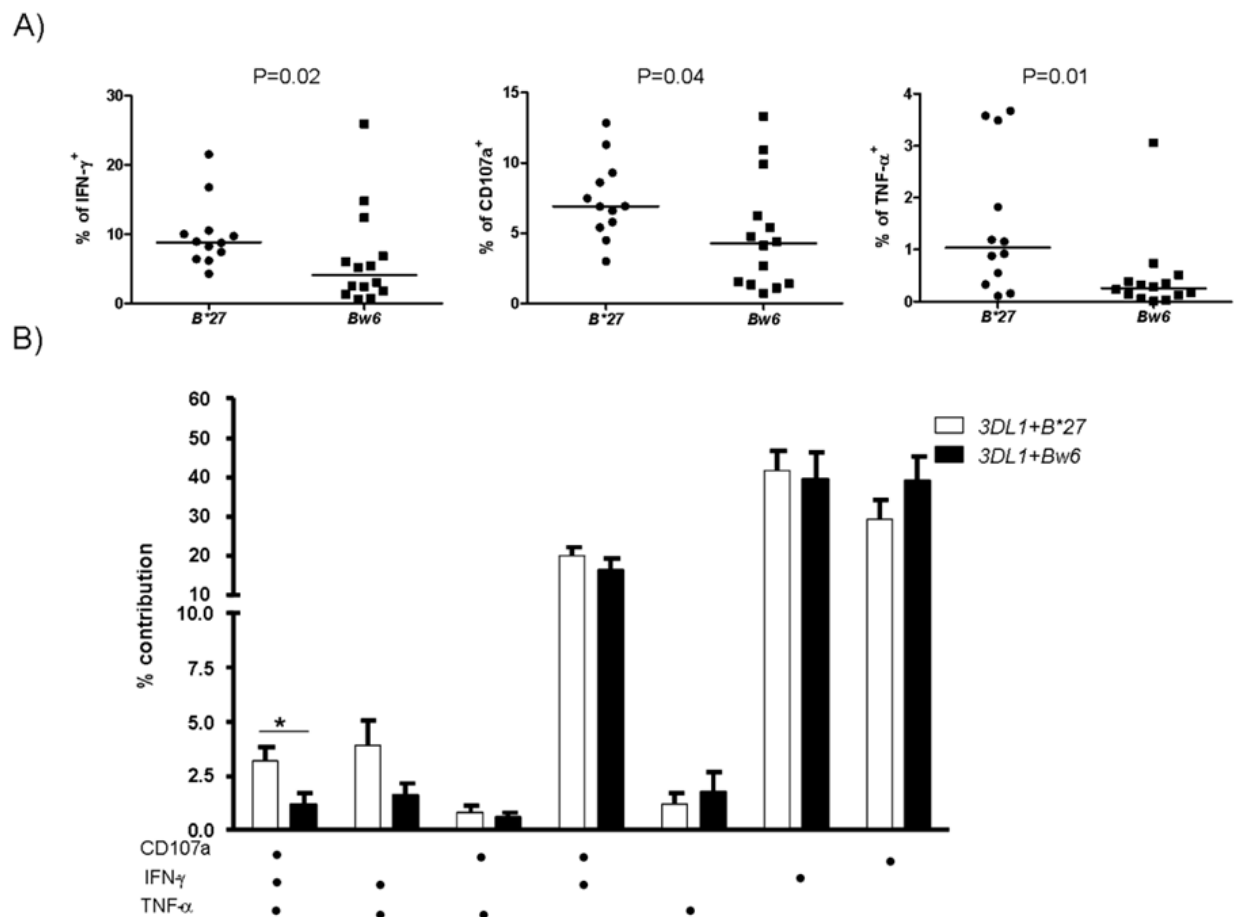 A)
P=0.02
P=0.04
P=0.01
% of IFN-γ+
30
20
10
0
B*27
Bw6
% of CD107a+
15
10
5
0
B*27
Bw6
% of TNF-α+
4
3
2
1
0
B*27
Bw6
B)
% contribution
60
50
40
30
20
10
10.0
7.5
5.0
2.5
0.0
*
3DL1+B*27
3DL1+Bw6
CD107a
IFN-γ
TNF-α